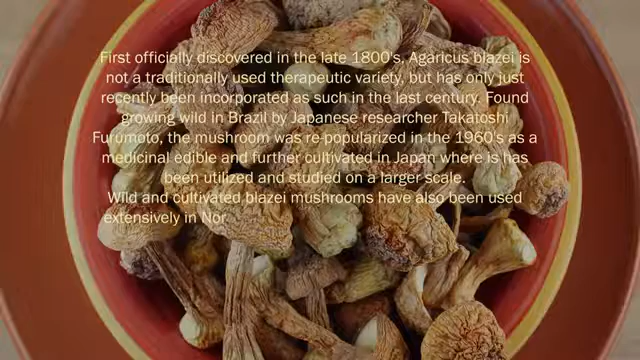 First officially discovered in the late 1800's, Agaricus blazei is
not a traditionally used therapeutic variety, but has only just
recently been incorporated as such in the last century. Found
growing wild in Brazil by Japanese researcher Takatoshi
Furumoto, the mushroom was re-popularized in the 1960's as a
medicinal edible and further cultivated in Japan where is has
been utilized and studied on a larger scale.
Wild and cultivated blazei mushrooms have also been used
extensively in Nor